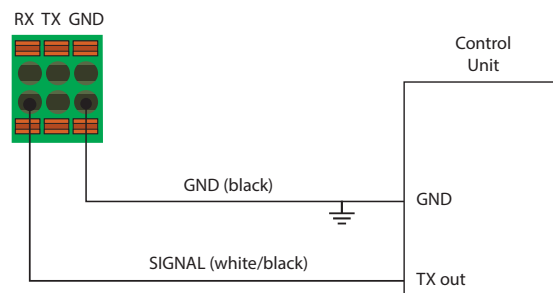 RX TX GND
Control
Unit
GND (black)
GND
SIGNAL (white/black)
TX out